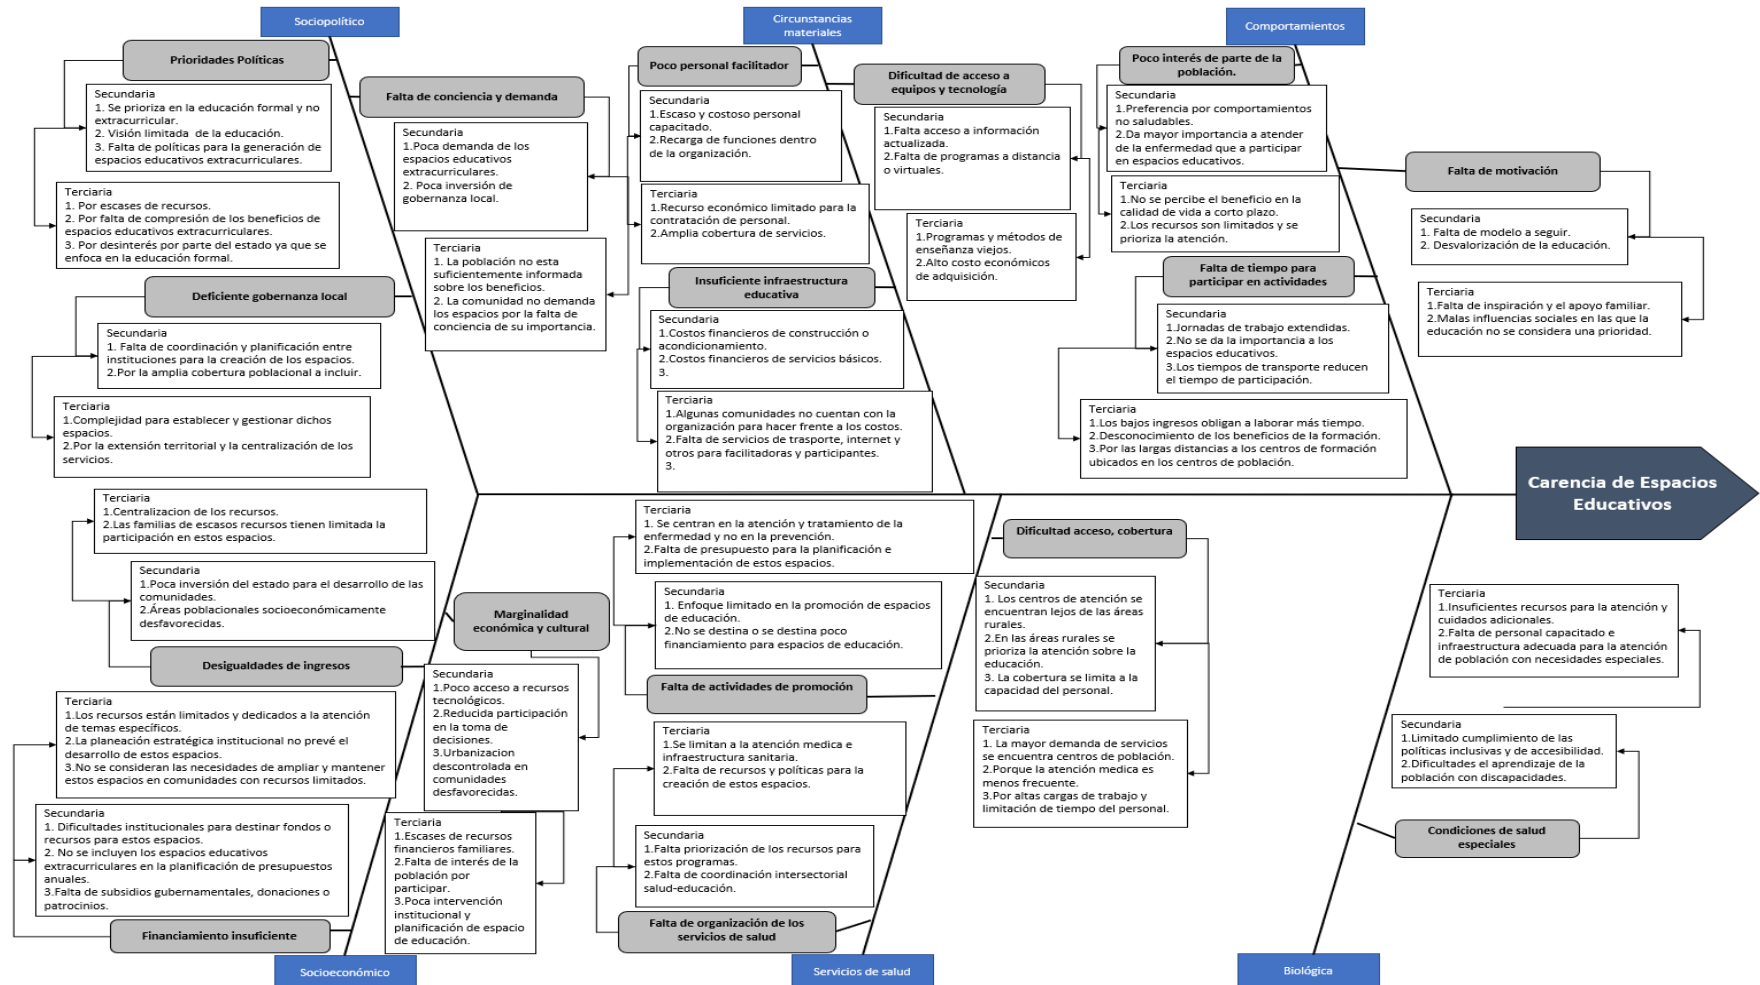 Sociopolítico
Prioridades Políticas
Secundaria
1. Se prioriza en la educación formal y no
extracurricular.
2. Visión limitada de la educación.
3. Falta de políticas para la generación de
espacios educativos extracurriculares.
Terciaria
1. Por escases de recursos.
2. Por falta de compresión de los beneficios de
espacios educativos extracurriculares.
3. Por desinterés por parte del estado ya que se
enfoca en la educación formal.
Falta de conciencia y demanda
Secundaria
1.Poca demanda de los
espacios educativos
extracurriculares.
2. Poca inversión de
gobernanza local.
Terciaria
1. La población no esta
suficientemente informada
sobre los beneficios.
2. La comunidad no demanda
los espacios por la falta de
conciencia de su importancia.
Deficiente gobernanza local
Secundaria
1. Falta de coordinación y planificación entre
instituciones para la creación de los espacios.
2.Por la amplia cobertura poblacional a incluir.
Terciaria
1.Complejidad para establecer y gestionar dichos
espacios.
2.Por la extensión territorial y la centralización de los
servicios.
Circunstancias
materiales
Poco personal facilitador
Secundaria
1.Escaso y costoso personal
capacitado.
2.Recarga de funciones dentro
de la organización.
Terciaria
1.Recurso económico limitado para la
contratación de personal.
2.Amplia cobertura de servicios.
Dificultad de acceso a
equipos y tecnología
Secundaria
1.Falta acceso a información
actualizada.
2.Falta de programas a distancia
o virtuales.
Terciaria
1.Programas y métodos de
enseñanza viejos.
2.Alto costo económicos
de adquisición.
Insuficiente infraestructura
educativa
Secundaria
1.Costos financieros de construcción o
acondicionamiento.
2.Costos financieros de servicios básicos.
3.
Terciaria
1.Algunas comunidades no cuentan con la
organización para hacer frente a los costos.
2.Falta de servicios de trasporte, internet y
otros para facilitadoras y participantes.
3.
Comportamientos
Poco interés de parte de la
población.
Secundaria
1.Preferencia por comportamientos
no saludables.
2.Da mayor importancia a atender
de la enfermedad que a participar
en espacios educativos.
Terciaria
1.No se percibe el beneficio en la
calidad de vida a corto plazo.
2.Los recursos son limitados y se
prioriza la atención.
Falta de motivación
Secundaria
1. Falta de modelo a seguir.
2. Desvalorización de la educación.
Terciaria
1.Falta de inspiración y el apoyo familiar.
2.Malas influencias sociales en las que la
educación no se considera una prioridad.
Falta de tiempo para
participar en actividades
Secundaria
1.Jornadas de trabajo extendidas.
2.No se da la importancia a los
espacios educativos.
3.Los tiempos de transporte reducen
el tiempo de participación.
Terciaria
1.Los bajos ingresos obligan a laborar más tiempo.
2.Desconocimiento de los beneficios de la formación.
3.Por las largas distancias a los centros de formación
ubicados en los centros de población.
Carencia de Espacios
Educativos
Terciaria
1.Centralizacion de los recursos.
2.Las familias de escasos recursos tienen limitada la
participación en estos espacios.
Secundaria
1.Poca inversión del estado para el desarrollo de las
comunidades.
2.Áreas poblacionales socioeconómicamente
desfavorecidas.
Desigualdades de ingresos
Marginalidad
económica y cultural
Secundaria
1.Poco acceso a recursos
tecnológicos.
2.Reducida participación
en la toma de
decisiones.
3.Urbanizacion
descontrolada en
comunidades
desfavorecidas.
Terciaria
1.Escases de recursos
financieros familiares.
2.Falta de interés de la
población por
participar.
3.Poca intervención
institucional y
planificación de espacio
de educación.
Terciaria
1.Los recursos están limitados y dedicados a la atención
de temas específicos.
2.La planeación estratégica institucional no prevé el
desarrollo de estos espacios.
3.No se consideran las necesidades de ampliar y mantener
estos espacios en comunidades con recursos limitados.
Secundaria
1. Dificultades institucionales para destinar fondos o
recursos para estos espacios.
2. No se incluyen los espacios educativos
extracurriculares en la planificación de presupuestos
anuales.
3.Falta de subsidios gubernamentales, donaciones o
patrocinios.
Financiamiento insuficiente
Socioeconómico
Terciaria
1. Se centran en la atención y tratamiento de la
enfermedad y no en la prevención.
2.Falta de presupuesto para la planificación e
implementación de estos espacios.
Secundaria
1. Enfoque limitado en la promoción de espacios
de educación.
2.No se destina o se destina poco
financiamiento para espacios de educación.
Falta de actividades de promoción
Terciaria
1.Se limitan a la atención medica e
infraestructura sanitaria.
2.Falta de recursos y políticas para la
creación de estos espacios.
Secundaria
1.Falta priorización de los recursos para
estos programas.
2.Falta de coordinación intersectorial
salud-educación.
Falta de organización de los
servicios de salud
Dificultad acceso, cobertura
Secundaria
1. Los centros de atención se
encuentran lejos de las áreas
rurales.
2.En las áreas rurales se
prioriza la atención sobre la
educación.
3. La cobertura se limita a la
capacidad del personal.
Terciaria
1. La mayor demanda de servicios
se encuentra centros de población.
2.Porque la atención medica es
menos frecuente.
3.Por altas cargas de trabajo y
limitación de tiempo del personal.
Servicios de salud
Terciaria
1.Insuficientes recursos para la atención y
cuidados adicionales.
2.Falta de personal capacitado e
infraestructura adecuada para la atención
de población con necesidades especiales.
Secundaria
1.Limitado cumplimiento de las
políticas inclusivas y de accesibilidad.
2.Dificultades el aprendizaje de la
población con discapacidades.
Condiciones de salud
especiales
Biológica